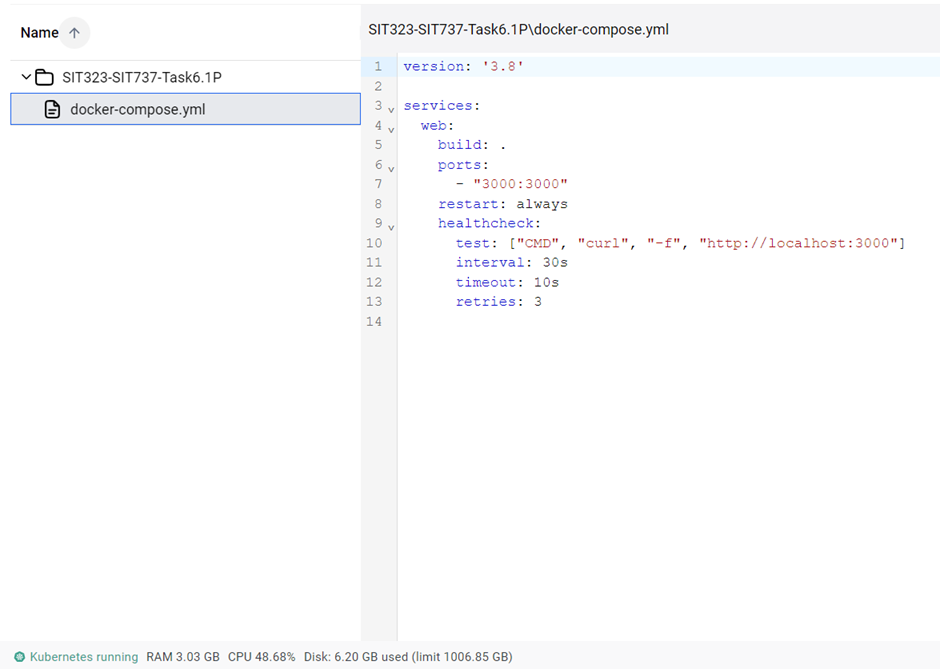 Name
SIT323-SIT737-Task6.1P
docker-compose.yml
SIT323-SIT737-Task6.1P\docker-compose.yml
1 version: '3.8'
2
3 services:
4   web:
5     build: .
6     ports:
7       - "3000:3000"
8     restart: always
9     healthcheck:
10       test: ["CMD", "curl", "-f", "http://localhost:3000"]
11       interval: 30s
12       timeout: 10s
13       retries: 3
14
Kubernetes running RAM 3.03 GB CPU 48.68% Disk: 6.20 GB used (limit 1006.85 GB)